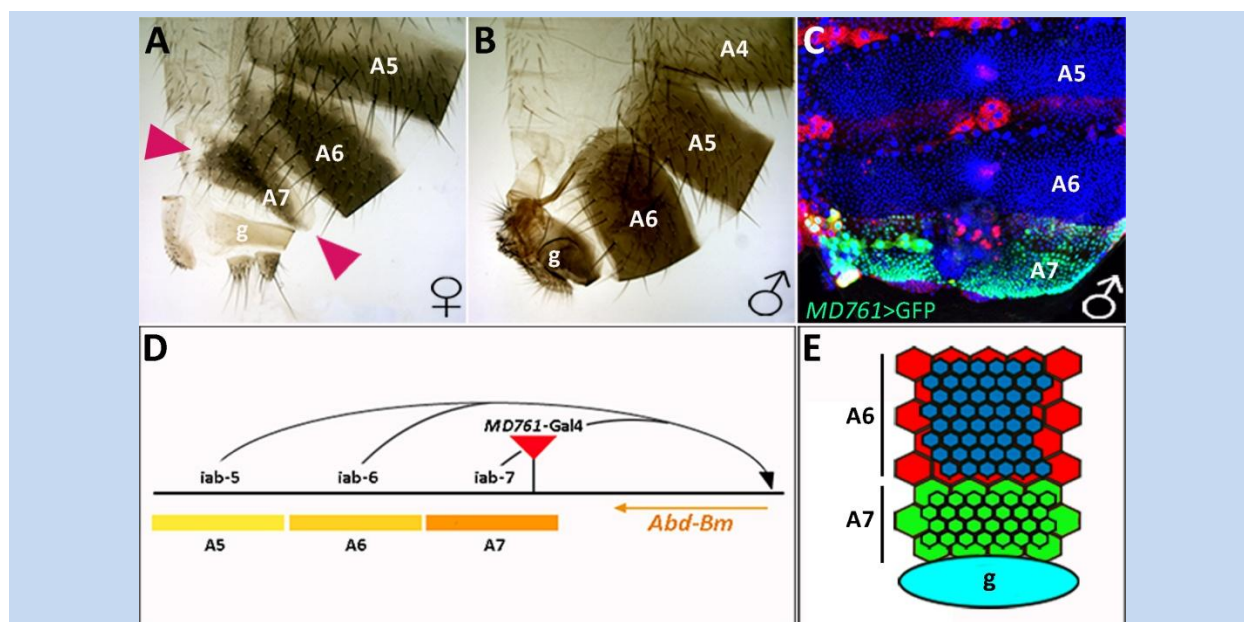 A
A5
A6
A7
g
♀
B
A4
A5
A6
g
♂
C
A5
A6
A7
MD761>GFP
♂
D
MD761-Gal4
iab-5
iab-6
iab-7
Abd-Bm
A5
A6
A7
E
A6
A7
g